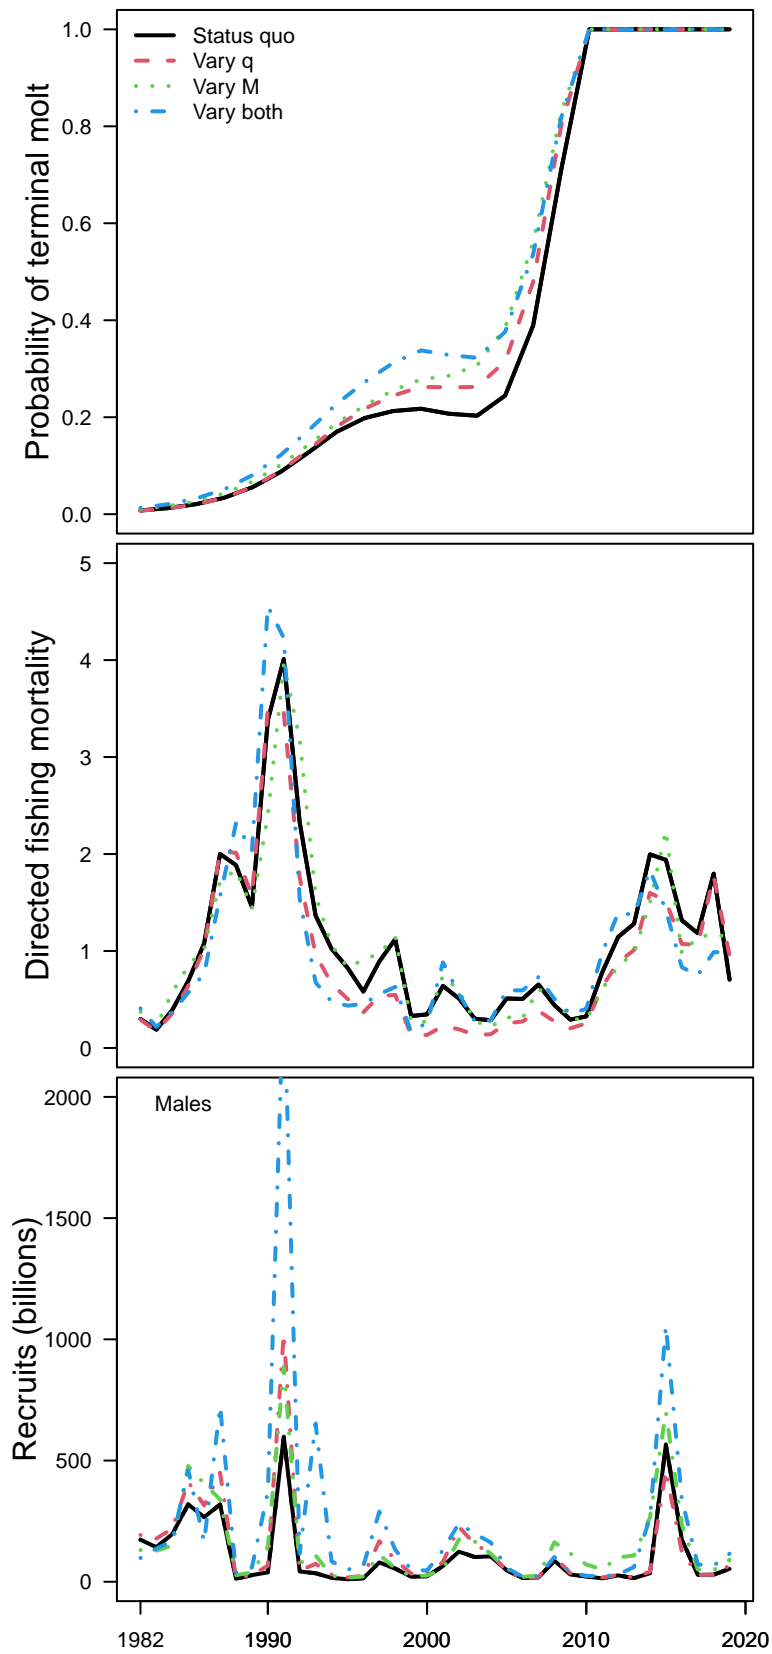 Probability of terminal molt
1.0
0.8
0.6
0.4
0.2
0.0
Status quo
Vary q
Vary M
Vary both
Directed fishing mortality
5
4
3
2
1
0
Recruits (billions)
2000
1500
1000
500
0
Males
1982 1990 2000 2010 2020